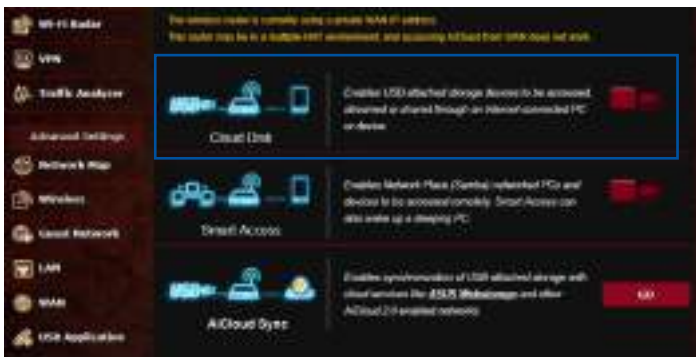 Wi-Fi Radar
VPN
Traffic Analyzer
Advanced Settings
Network Map
Wireless
Guest Network
LAN
WAN
USB Application
The wireless router is currently using a private WAN IP address.
This router may be in a multiple-NAT environment, and accessing AiCloud from WAN does not work.
Cloud Disk
Enables USB-attached storage devices to be accessed,
streamed or shared through an Internet-connected PC
or device.
Smart Access
Enables Network Place (Samba) networked PCs and
devices to be accessed remotely. Smart Access can
also wake up a sleeping PC.
AiCloud Sync
Enables synchronization of USB-attached storage with
cloud services like ASUS Webstorage and other
AiCloud 2.0-enabled networks.
GO